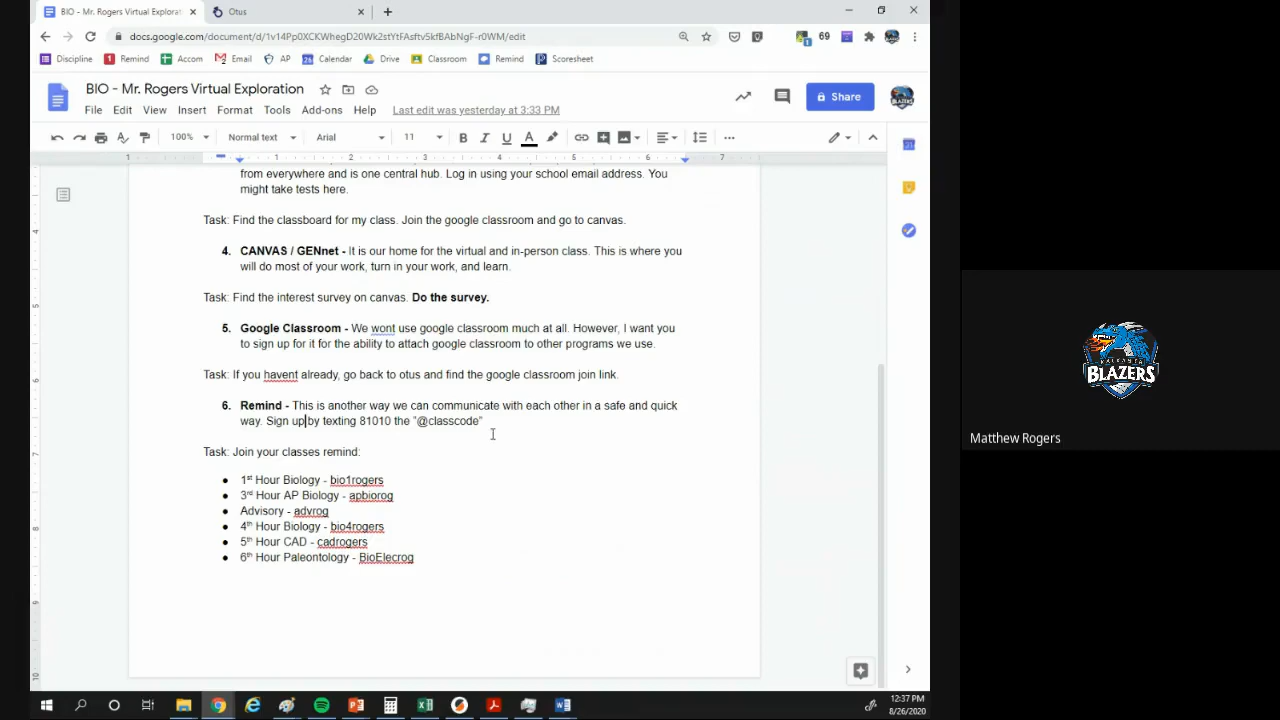 BIO - Mr. Rogers Virtual Explorat
Otus
docs.google.com/document/d/1v14Pp0XCKWhegD20Wk2stYtFAsftv5kfBAbNgF-r0WM/edit
69
Discipline
Remind
Accom
Email
AP
Calendar
Drive
Classroom
Remind
Scoresheet
BIO - Mr. Rogers Virtual Exploration
File Edit View Insert Format Tools Add-ons Help Last edit was yesterday at 3:33 PM
Share
100% Normal text Arial 11 B I U A
1 1 2 3 4 5 6 7
from everywhere and is one central hub. Log in using your school email address. You
might take tests here.
Task: Find the classboard for my class. Join the google classroom and go to canvas.
4. CANVAS / GENnet - It is our home for the virtual and in-person class. This is where you
will do most of your work, turn in your work, and learn.
Task: Find the interest survey on canvas. Do the survey.
5. Google Classroom - We wont use google classroom much at all. However, I want you
to sign up for it for the ability to attach google classroom to other programs we use.
Task: If you havent already, go back to otus and find the google classroom join link.
6. Remind - This is another way we can communicate with each other in a safe and quick
way. Sign up by texting 81010 the "@classcode"
Task: Join your classes remind:
● 1st Hour Biology - bio1rogers
● 3rd Hour AP Biology - apbiorog
● Advisory - advrog
● 4th Hour Biology - bio4rogers
● 5th Hour CAD - cadrogers
● 6th Hour Paleontology - BioElecrog
BLAZERS
Matthew Rogers
12:37 PM
8/26/2020